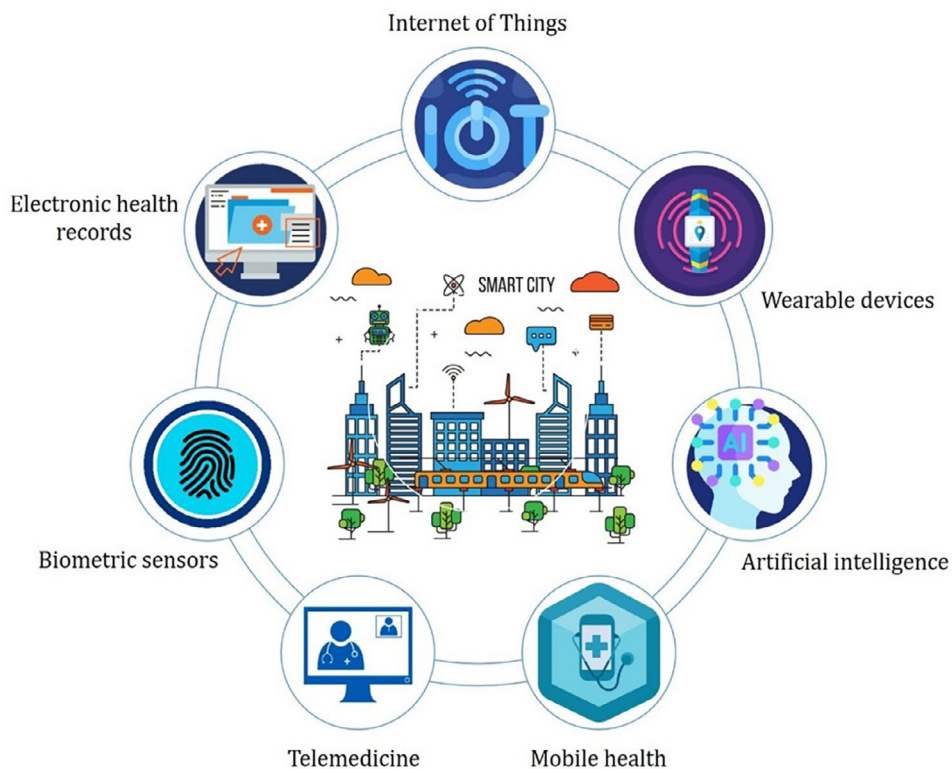 Internet of Things
IOT
Electronic health
records
Wearable devices
SMART CITY
AI
Biometric sensors
Artificial intelligence
Telemedicine
Mobile health